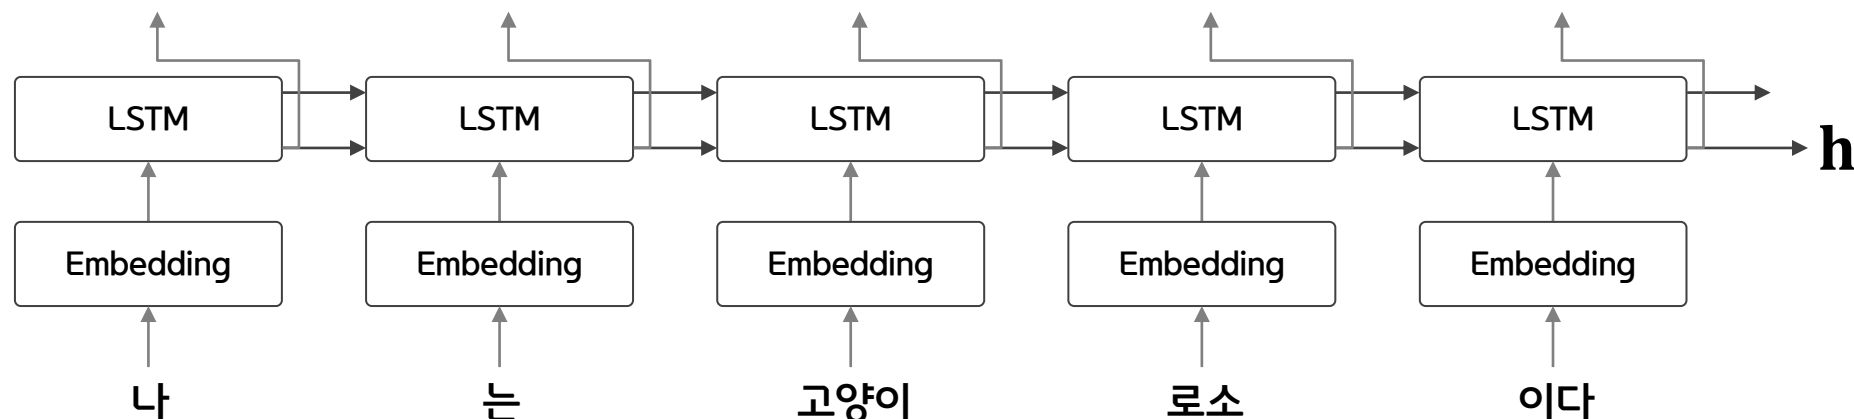 LSTM LSTM LSTM LSTM LSTM
h
Embedding Embedding Embedding Embedding Embedding
나 는 고양이 로소 이다